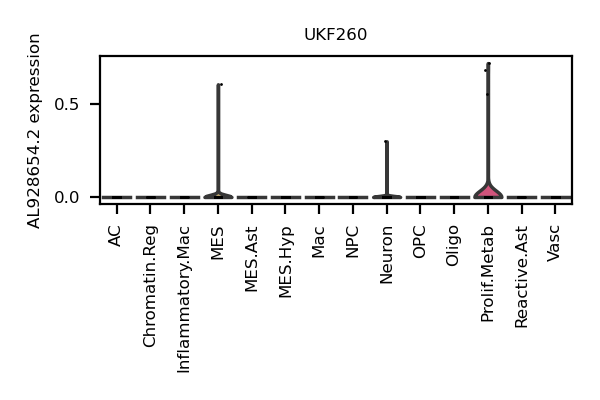 UKF260
AL928654.2 expression
0.5
0.0
AC
Chromatin.Reg
Inflammatory.Mac
MES
MES.Ast
MES.Hyp
Mac
NPC
Neuron
OPC
Oligo
Prolif.Metab
Reactive.Ast
Vasc